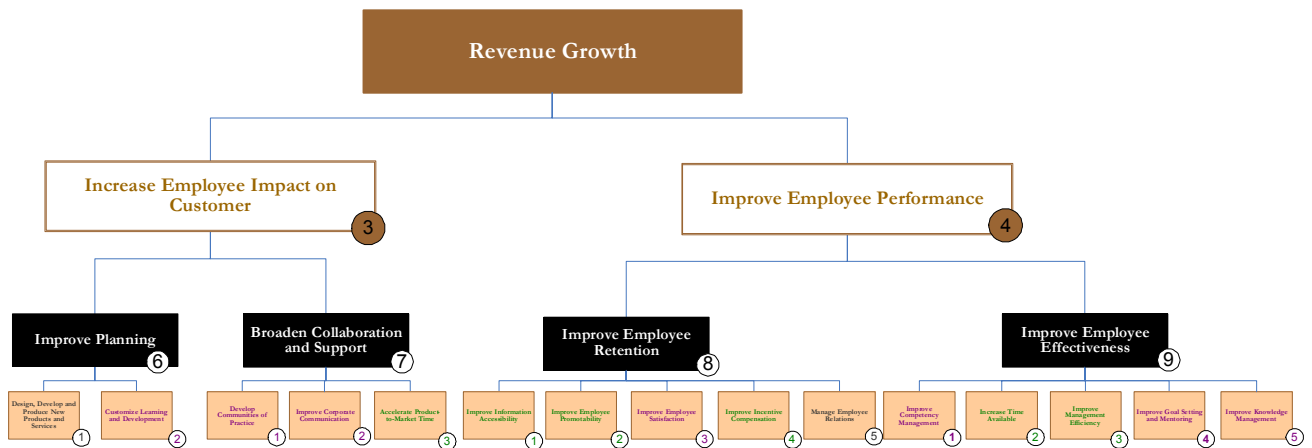 Revenue Growth
Increase Employee Impact on
Customer
3
Improve Employee Performance
4
Improve Planning
6
Broaden Collaboration
and Support
7
Improve Employee
Retention
8
Improve Employee
Effectiveness
9
Design, Develop and
Produce New
Products and
Services
1
Customize Learning
and Development
2
Develop
Communities of
Practice
1
Improve Corporate
Communication
2
Accelerate Product-
to-Market Time
3
Improve Information
Accessibility
1
Improve Employee
Promotability
2
Improve Employee
Satisfaction
3
Improve Incentive
Compensation
4
Manage Employee
Relations
5
Improve
Competency
Management
1
Increase Time
Available
2
Improve
Management
Efficiency
3
Improve Goal Setting
and Mentoring
4
Improve Knowledge
Management
5